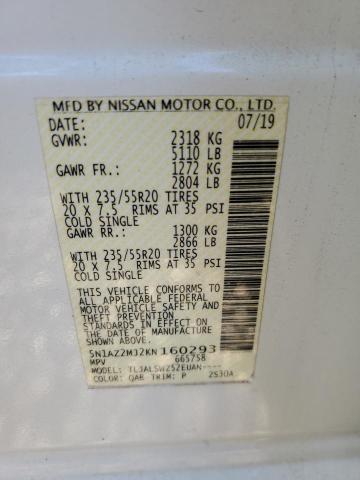 MFD BY NISSAN MOTOR CO., LTD.
DATE: 07/19
GVWR: 2318 KG
5110 LB
GAWR FR.: 1272 KG
2804 LB
WITH 235/55R20 TIRES
20 X 7.5 RIMS AT 35 PSI
COLD SINGLE
GAWR RR.: 1300 KG
2866 LB
WITH 235/55R20 TIRES
20 X 7.5 RIMS AT 35 PSI
COLD SINGLE
THIS VEHICLE CONFORMS TO
ALL APPLICABLE FEDERAL
MOTOR VEHICLE SAFETY
STANDARDS IN EFFECT ON
THE DATE OF MANUFACTURE
SHOWN ABOVE.
5N1AZ2MJ2KN160293
MPV 665758
MODEL: TLJALSWZ52EUAN----
COLOR: QAB TRIM: P 2530A